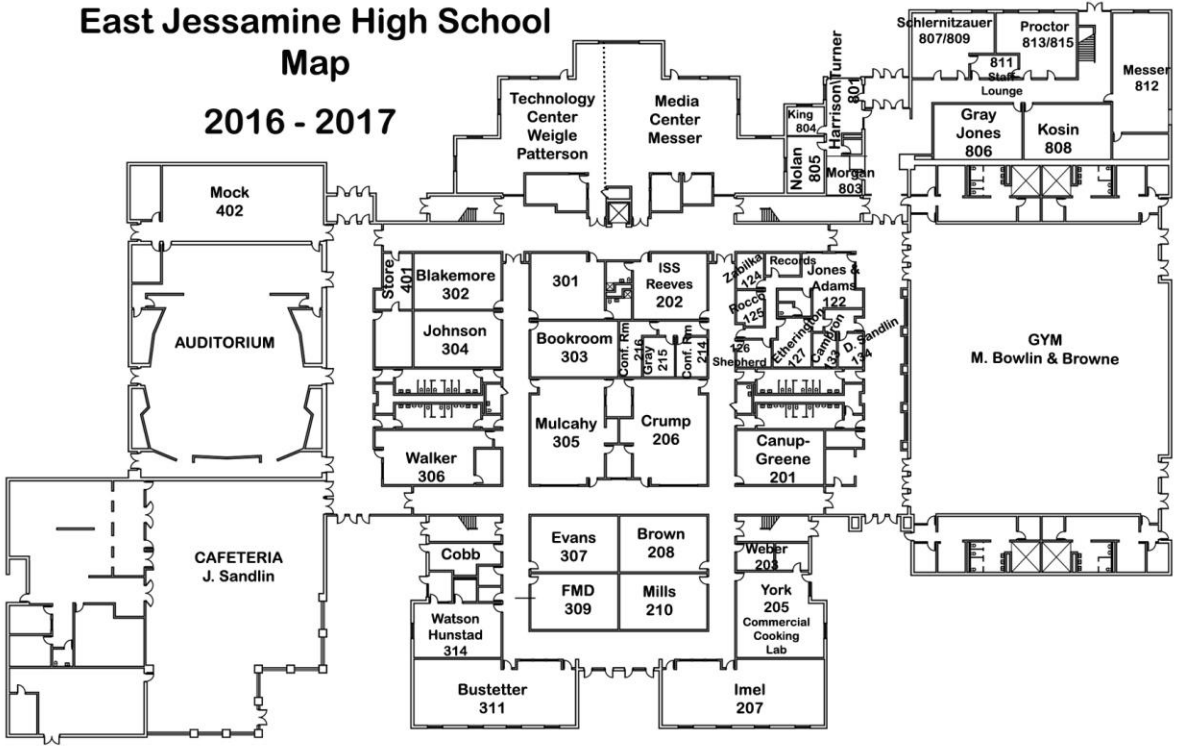 East Jessamine High School
Map
2016 - 2017
Technology
Center
Weigle
Patterson
Media
Center
Messer
King
804
Nolan
805
Harrison\Turner
801
Morgan
803
Schlernitzauer
807/809
Proctor
813/815
811
Staff
Lounge
Messer
812
Gray
Jones
806
Kosin
808
Mock
402
AUDITORIUM
Store
401
Blakemore
302
Johnson
304
Walker
306
301
ISS
Reeves
202
Bookroom
303
Conf. Rm
216
Gray
215
Conf. Rm
214
Mulcahy
305
Crump
206
Zabilka
124
Records
Jones &
Adams
122
Rocco
125
126
Shepherd
Etherington
127
Cambron
133
D. Sandlin
134
Canup-
Greene
201
GYM
M. Bowlin & Browne
CAFETERIA
J. Sandlin
Cobb
Watson
Hunstad
314
Bustetter
311
Evans
307
Brown
208
FMD
309
Mills
210
Weber
203
York
205
Commercial
Cooking
Lab
Imel
207